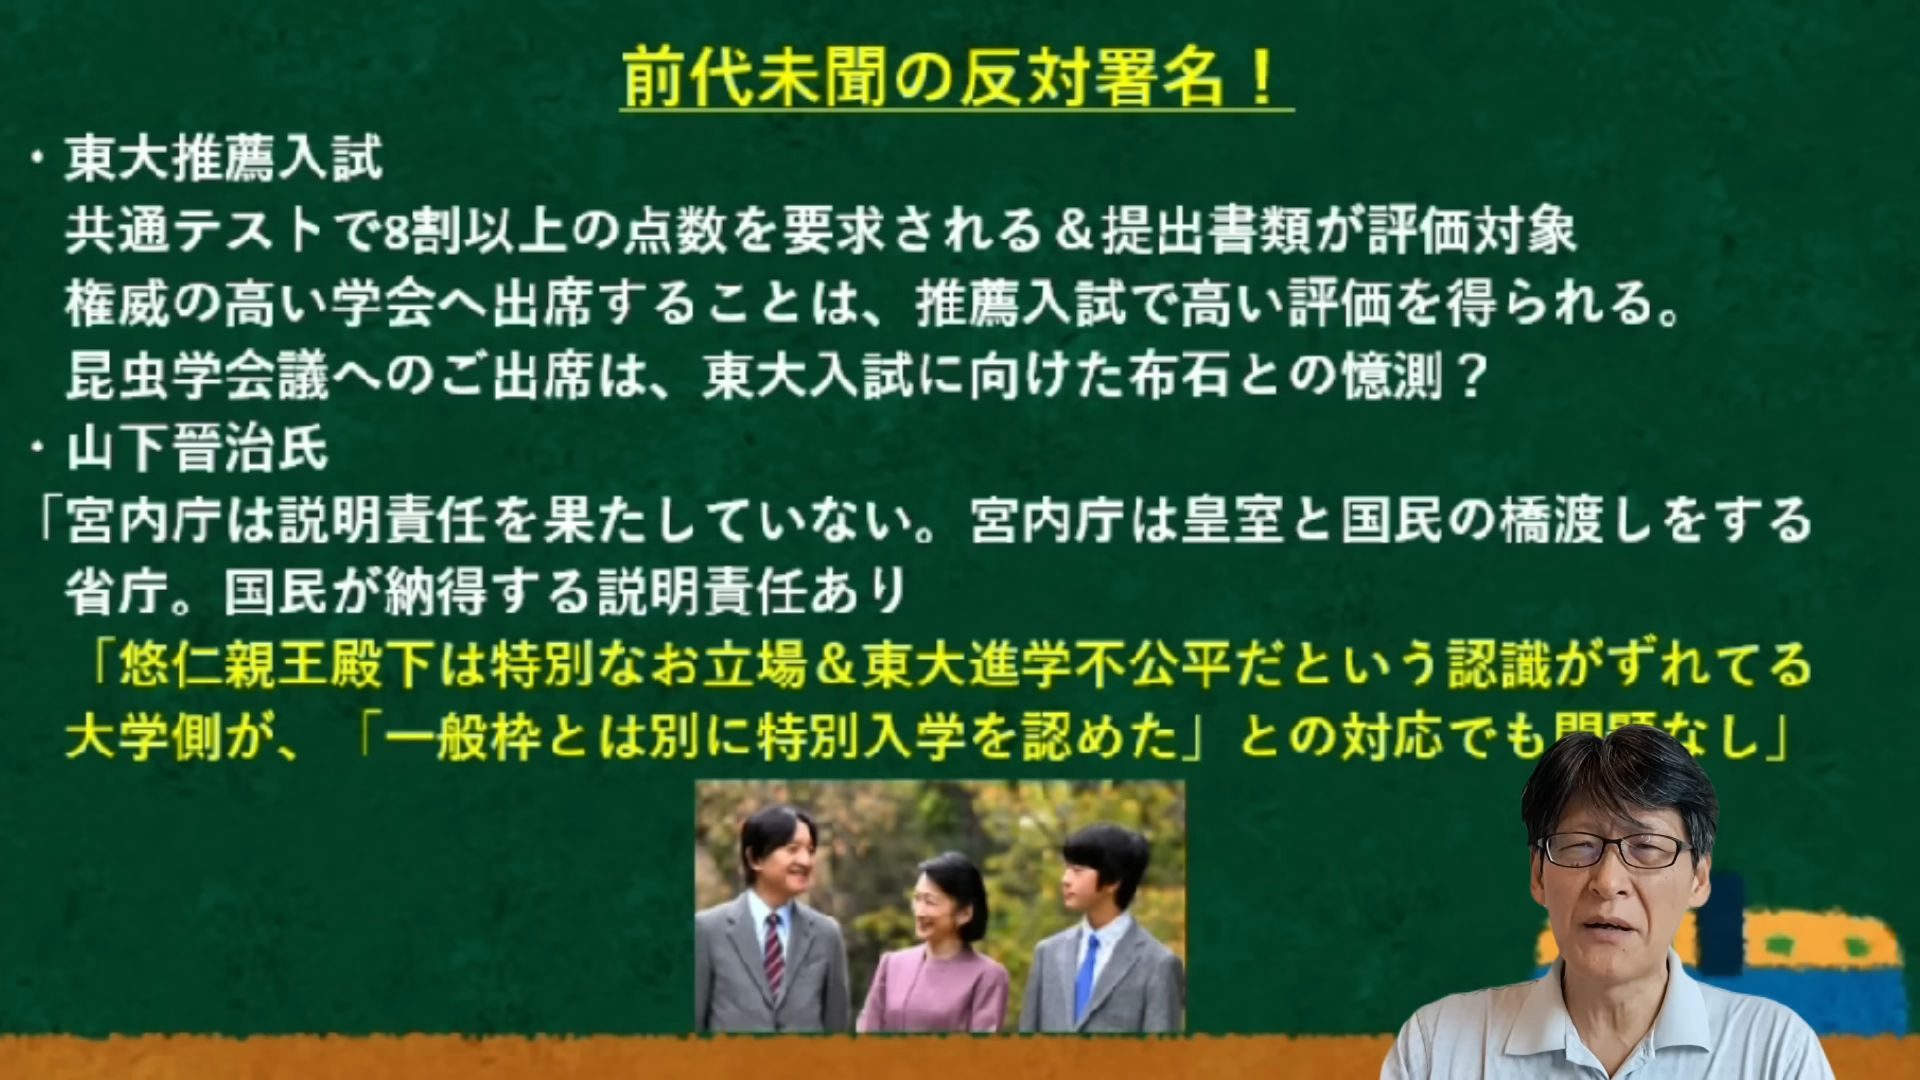 前代未聞の反対署名！
・東大推薦入試
共通テストで8割以上の点数を要求される＆提出書類が評価対象
権威の高い学会へ出席することは、推薦入試で高い評価を得られる。
昆虫学会議へのご出席は、東大入試に向けた布石との憶測？
・山下晉治氏
「宮内庁は説明責任を果たしていない。宮内庁は皇室と国民の橋渡しをする
省庁。国民が納得する説明責任あり
「悠仁親王殿下は特別なお立場＆東大進学不公平だという認識がずれてる
大学側が、「一般枠とは別に特別入学を認めた」との対応でも問題なし」